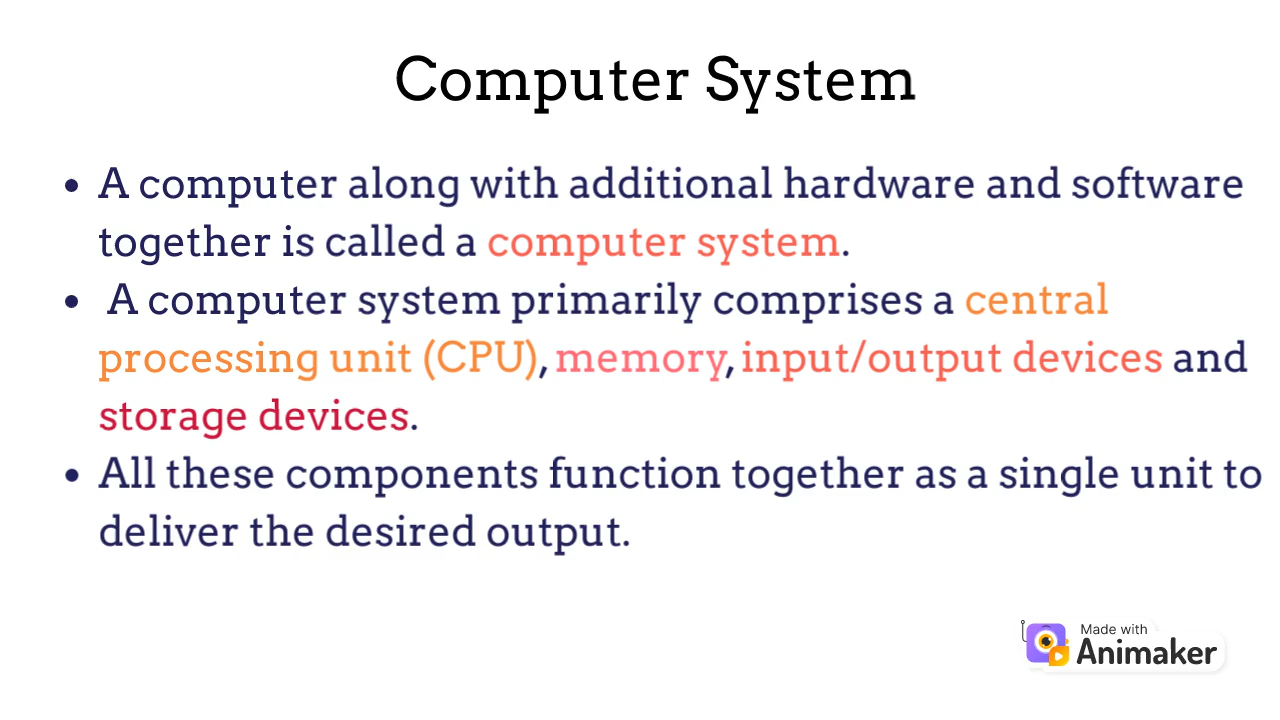 Computer System
• A computer along with additional hardware and software
together is called a computer system.
• A computer system primarily comprises a central
processing unit (CPU), memory, input/output devices and
storage devices.
• All these components function together as a single unit to
deliver the desired output.
Made with
Animaker